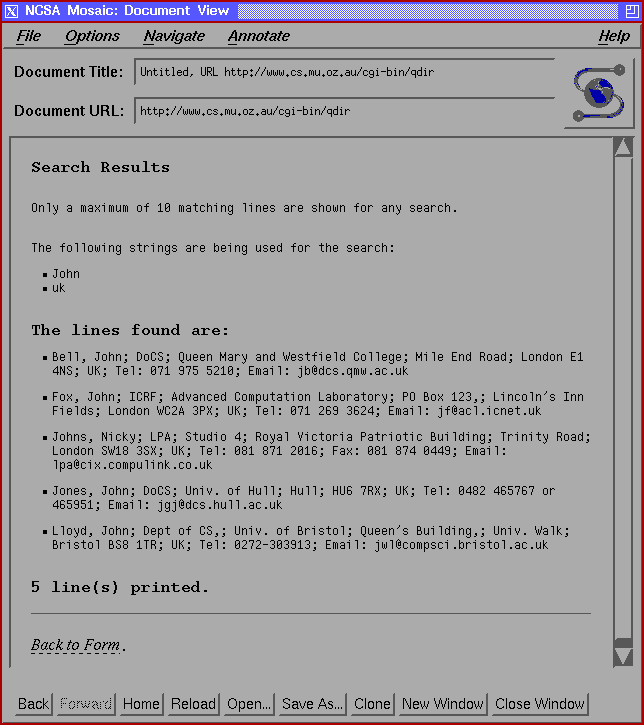 NCSA Mosaic: Document View
File Options Navigate Annotate Help
Document Title: Untitled, URL http://www.cs.mu.oz.au/cgi-bin/qdir
Document URL: http://www.cs.mu.oz.au/cgi-bin/qdir
Search Results
Only a maximum of 10 matching lines are shown for any search.
The following strings are being used for the search:
John
uk
The lines found are:
Bell, John; DoCS; Queen Mary and Westfield College; Mile End Road; London E1
4NS; UK; Tel: 071 975 5210; Email: jb@dcs.qmw.ac.uk
Fox, John; ICRF; Advanced Computation Laboratory; PO Box 123,; Lincoln's Inn
Fields; London WC2A 3PX; UK; Tel: 071 269 3624; Email: jf@acl.icnet.uk
Johns, Nicky; LPA; Studio 4; Royal Victoria Patriotic Building; Trinity Road;
London SW18 3SX; UK; Tel: 081 871 2016; Fax: 081 874 0449; Email:
lpa@cix.compulink.co.uk
Jones, John; DoCS; Univ. of Hull; Hull; HU6 7RX; UK; Tel: 0482 465767 or
465951; Email: jgj@dcs.hull.ac.uk
Lloyd, John; Dept of CS,; Univ. of Bristol; Queen's Building,; Univ. Walk;
Bristol BS8 1TR; UK; Tel: 0272-303913; Email: jwl@compsci.bristol.ac.uk
5 line(s) printed.
Back to Form.
Back Forward Home Reload Open... Save As... Clone New Window Close Window